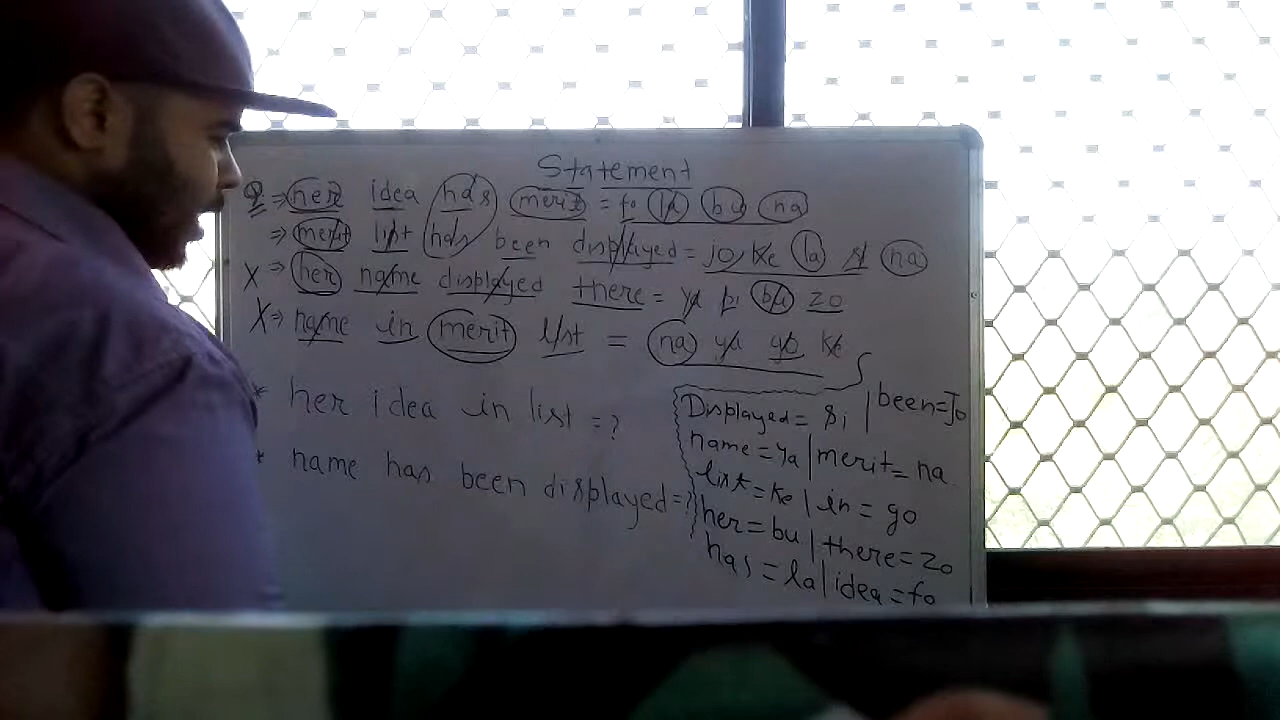 Statement
Q ⇒ her idea has merit = fo la bu na
⇒ merit list has been displayed = jo, ke la si na
X ⇒ her name displayed there = ya pi bu zo
X ⇒ name in merit list = na ya go ke
* her idea in list = ?
* name has been displayed = ?
Displayed = si | been = Jo
name = Ya | merit = na
list = ke | in = go
her = bu | there = zo
has = la | idea = fo